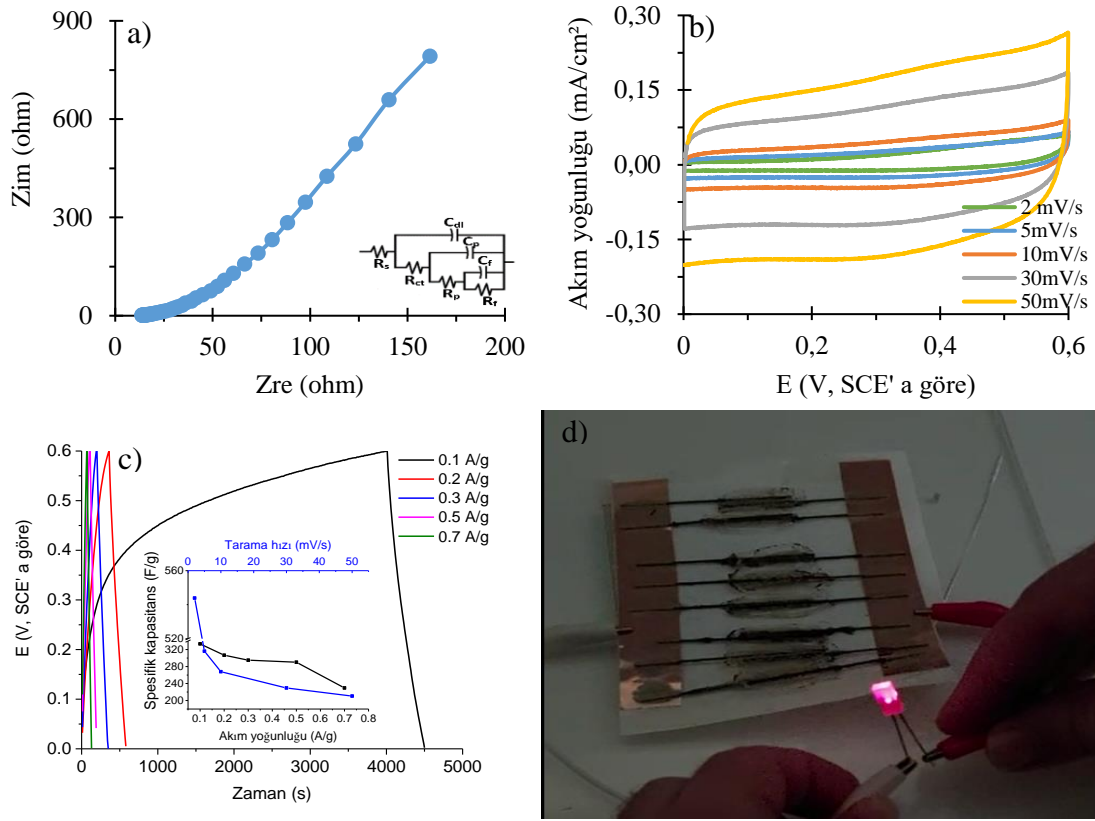 a)
900
600
300
0
Zim (ohm)
0
50
100
150
200
Zre (ohm)
Cdl
Cp
Cf
Rs
Rct
Rp
Rf
b)
0,30
0,15
0,00
-0,15
-0,30
Akım yoğunluğu (mA/cm²)
0
0,2
0,4
0,6
E (V, SCE' a göre)
2 mV/s
5mV/s
10mV/s
30mV/s
50mV/s
c)
0.6
0.5
0.4
0.3
0.2
0.1
0.0
E (V, SCE' a göre)
0
1000
2000
3000
4000
5000
Zaman (s)
0.1 A/g
0.2 A/g
0.3 A/g
0.5 A/g
0.7 A/g
Tarama hızı (mV/s)
0 10 20 30 40 50
560
520
320
280
240
200
Spesifik kapasitans (F/g)
0.1 0.2 0.3 0.4 0.5 0.6 0.7 0.8
Akım yoğunluğu (A/g)
d)